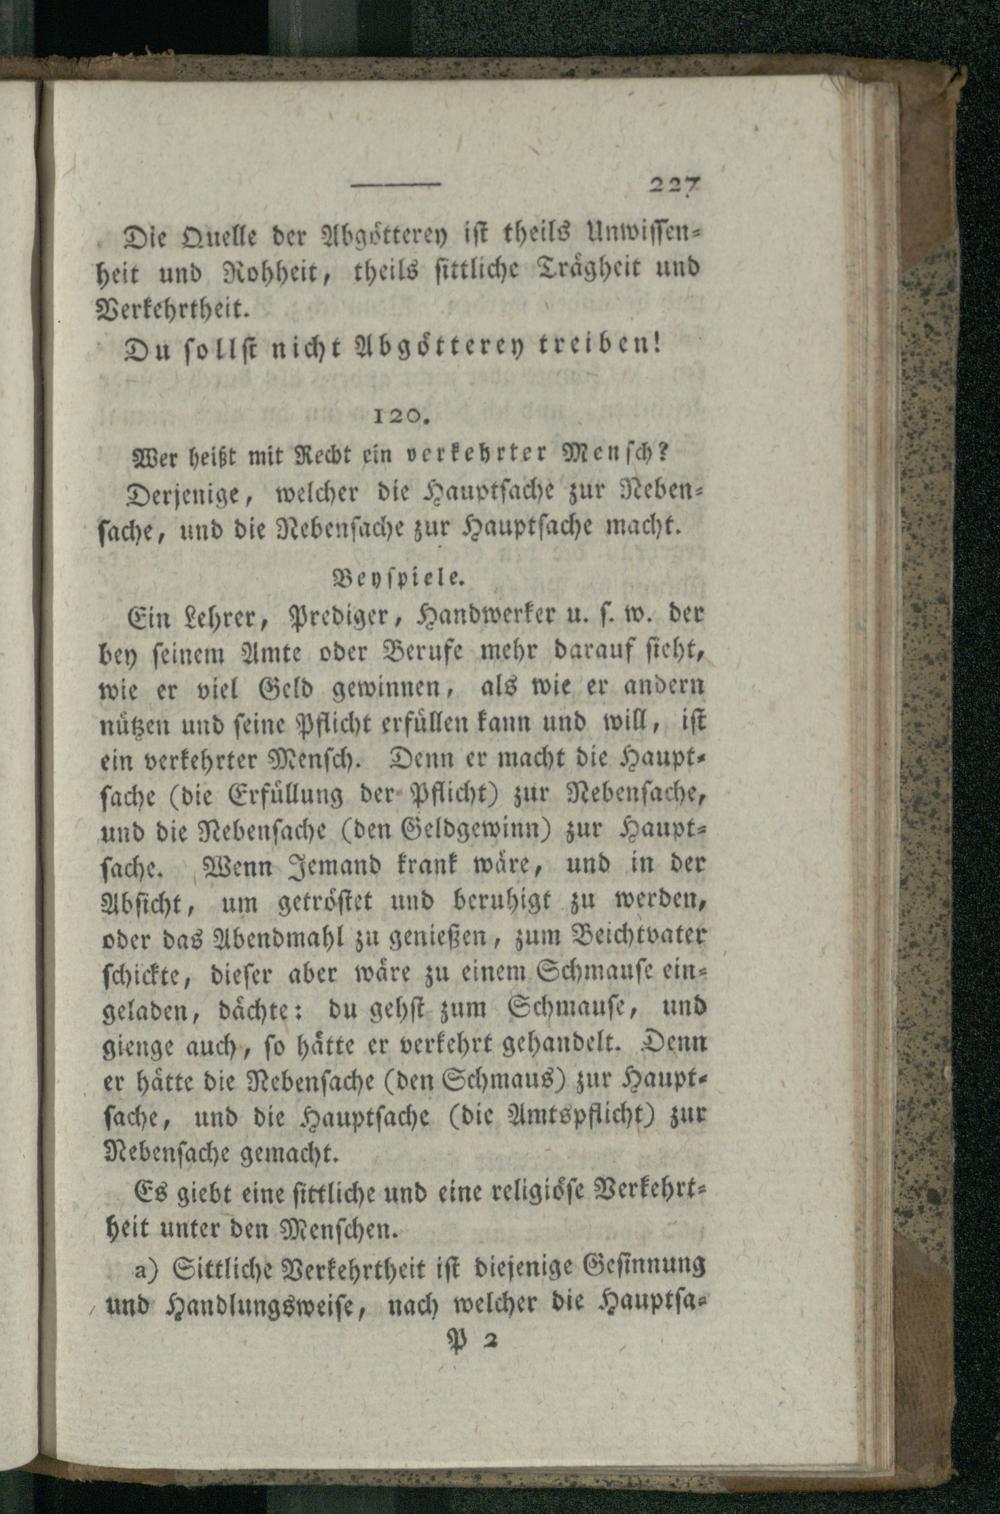 227
Die Quelle der Abgötterey ist theils Unwissen-
heit und Rohheit, theils sittliche Trägheit und
Verkehrtheit.
Du sollst nicht Abgötterey treiben!
120.
Wer heißt mit Recht ein verkehrter Mensch?
Derjenige, welcher die Hauptsache zur Neben-
sache, und die Nebensache zur Hauptsache macht.
Beyspiele.
Ein Lehrer, Prediger, Handwerker u. s. w. der
bey seinem Amte oder Berufe mehr darauf sieht,
wie er viel Geld gewinnen, als wie er andern
nützen und seine Pflicht erfüllen kann und will, ist
ein verkehrter Mensch. Denn er macht die Haupt-
sache (die Erfüllung der Pflicht) zur Nebensache,
und die Nebensache (den Geldgewinn) zur Haupt-
sache. Wenn Jemand krank wäre, und in der
Absicht, um getröstet und beruhigt zu werden,
oder das Abendmahl zu genießen, zum Beichtvater
schickte, dieser aber wäre zu einem Schmause ein-
geladen, dächte: du gehst zum Schmause, und
gienge auch, so hätte er verkehrt gehandelt. Denn
er hätte die Nebensache (den Schmaus) zur Haupt-
sache, und die Hauptsache (die Amtspflicht) zur
Nebensache gemacht.
Es giebt eine sittliche und eine religiöse Verkehrt-
heit unter den Menschen.
a) Sittliche Verkehrtheit ist diejenige Gesinnung
und Handlungsweise, nach welcher die Hauptsa-
P 2